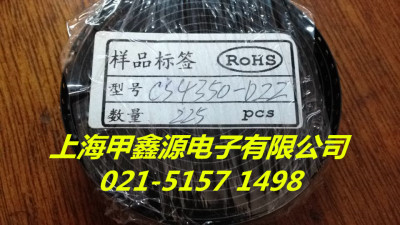 样品标签 RoHS
型号 C34350-D22
数量 225 pcs
上海甲鑫源电子有限公司
021-5157 1498